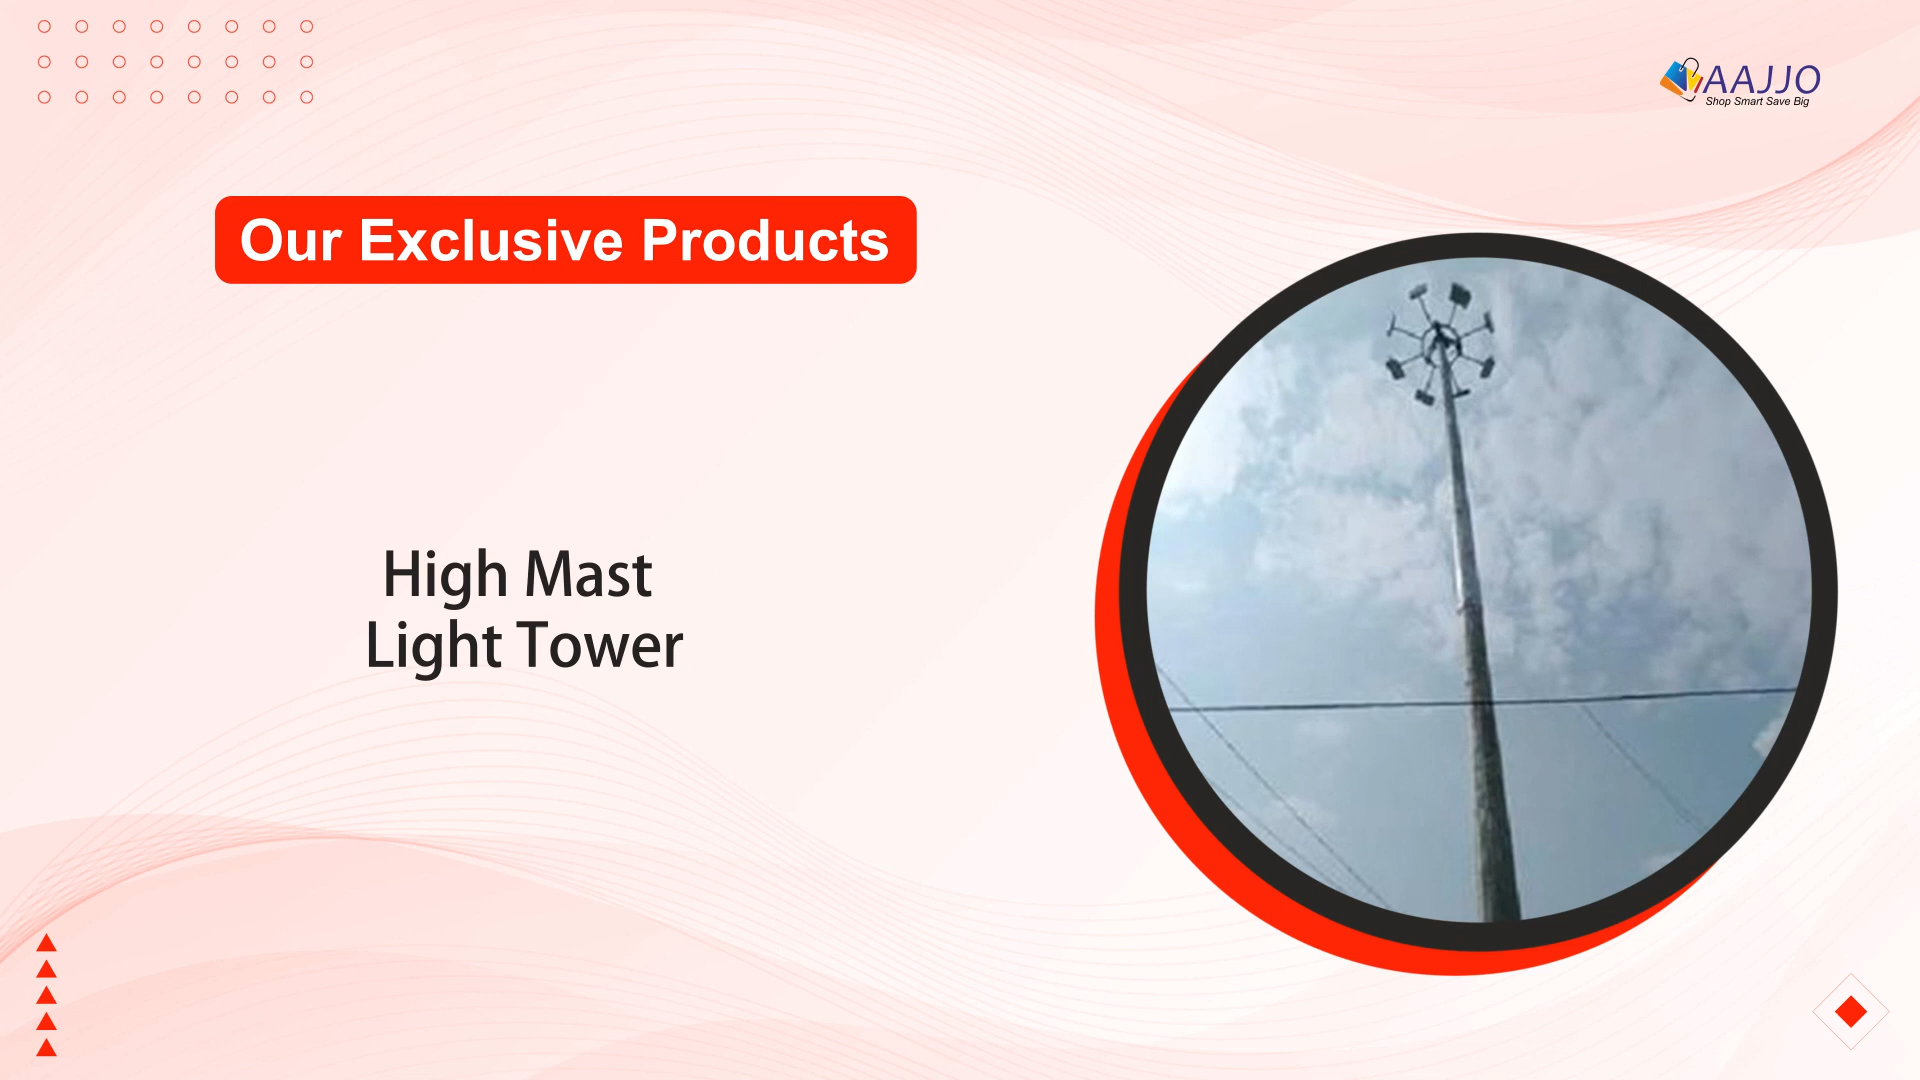 AAJJO
Shop Smart Save Big
Our Exclusive Products
High Mast
Light Tower